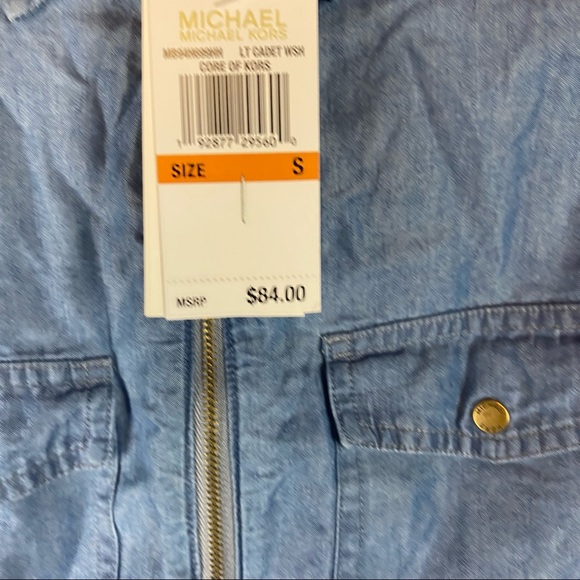 MICHAEL
MICHAEL KORS
LT CADET WSH
CORE OF KORS
1 92877 29560 0
SIZE S
MSRP $84.00